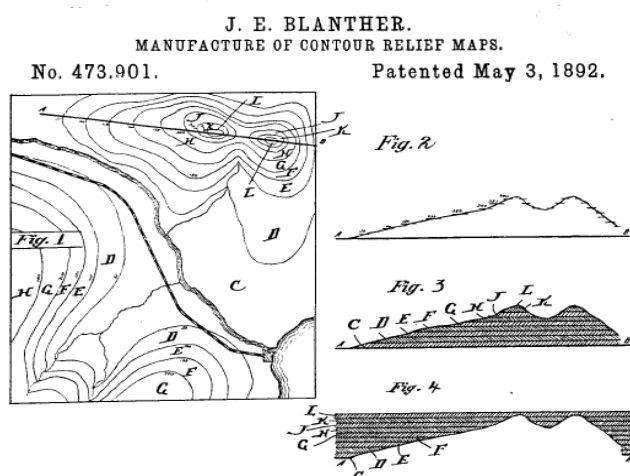 J. E. BLANTHER.
MANUFACTURE OF CONTOUR RELIEF MAPS.
No. 473.901. Patented May 3, 1892.
A L J K B
J K H G F E L
Fig. 2
A B
D C
Fig. 1
H G F E D
D E F G
Fig. 3
C D E F G H J L K
A B
Fig. 4
L K J H G
A C D E F A